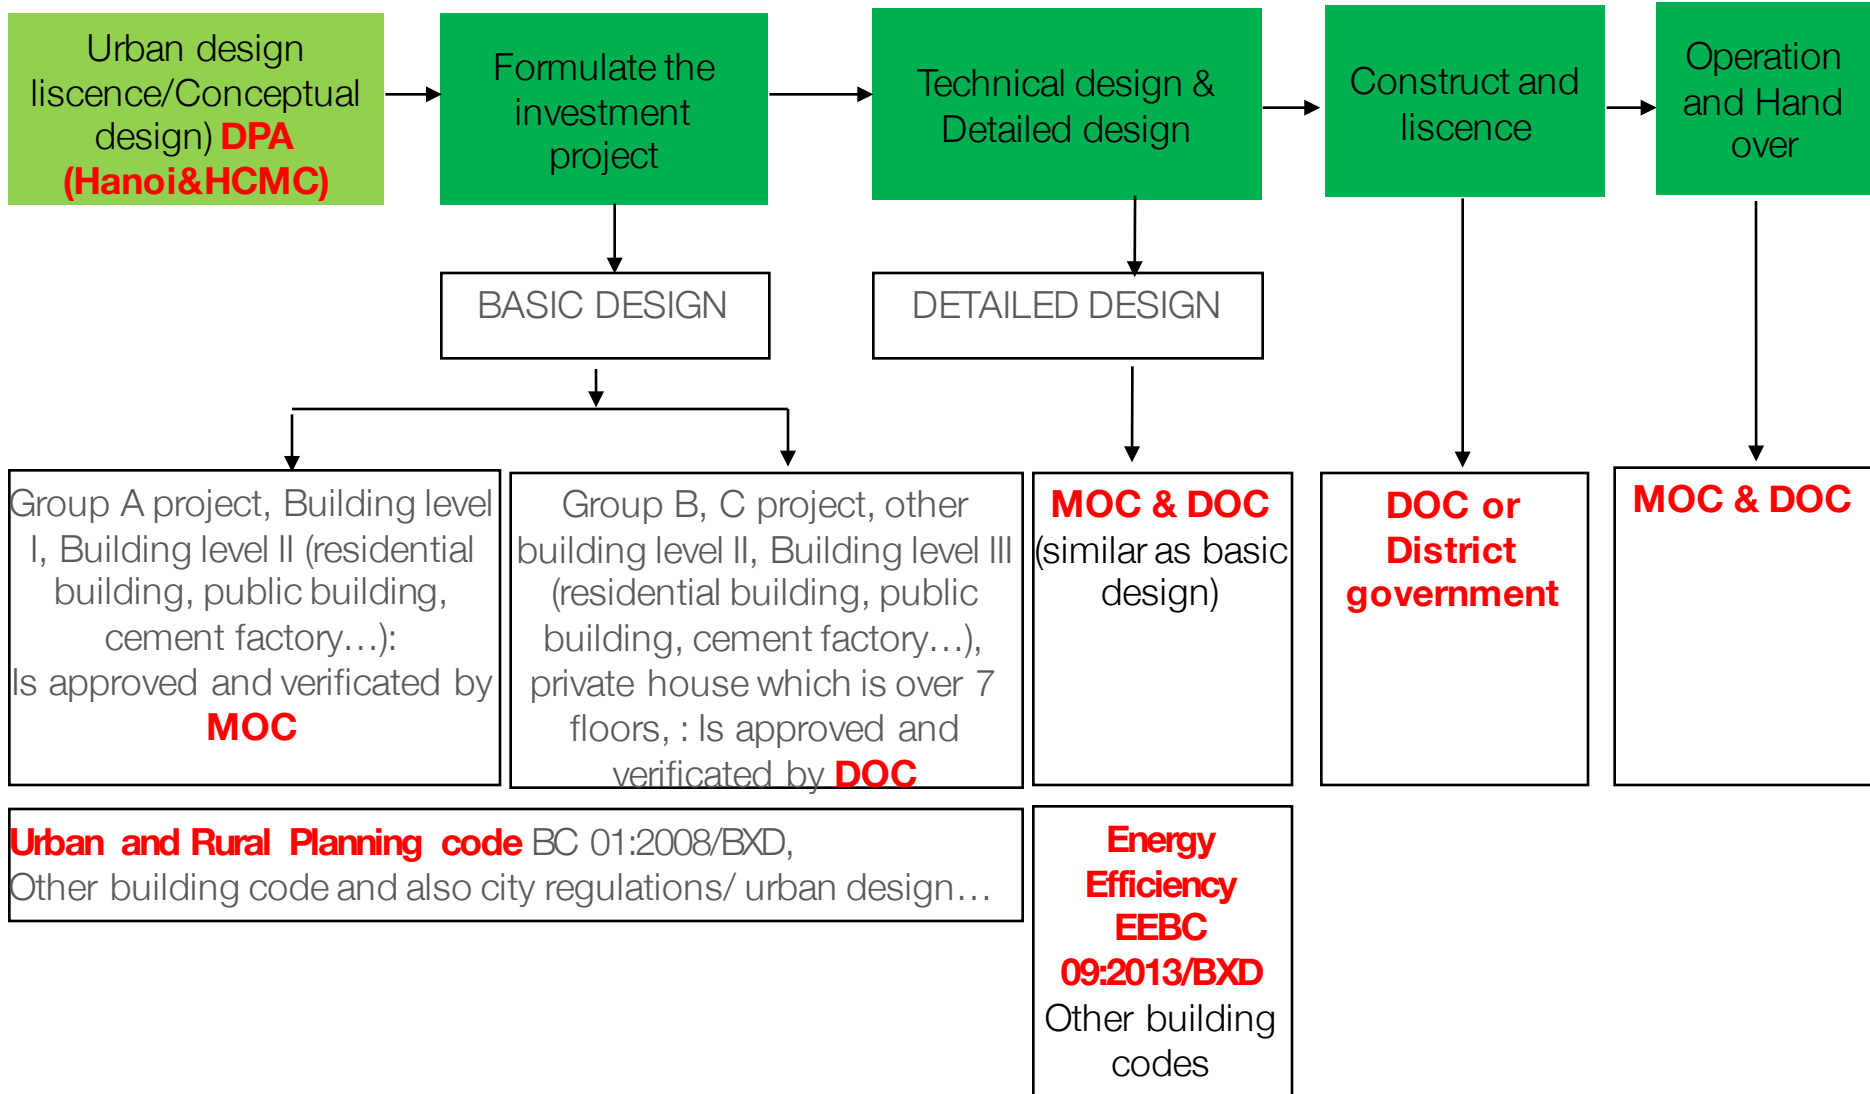 Urban design
liscence/Conceptual
design) DPA
(Hanoi&HCMC)
Formulate the
investment
project
Technical design &
Detailed design
Construct and
liscence
Operation
and Hand
over
BASIC DESIGN
DETAILED DESIGN
Group A project, Building level
I, Building level II (residential
building, public building,
cement factory…):
Is approved and verificated by
MOC
Group B, C project, other
building level II, Building level III
(residential building, public
building, cement factory…),
private house which is over 7
floors, : Is approved and
verificated by DOC
MOC & DOC
(similar as basic
design)
DOC or
District
government
MOC & DOC
Urban and Rural Planning code BC 01:2008/BXD,
Other building code and also city regulations/ urban design…
Energy
Efficiency
EEBC
09:2013/BXD
Other building
codes